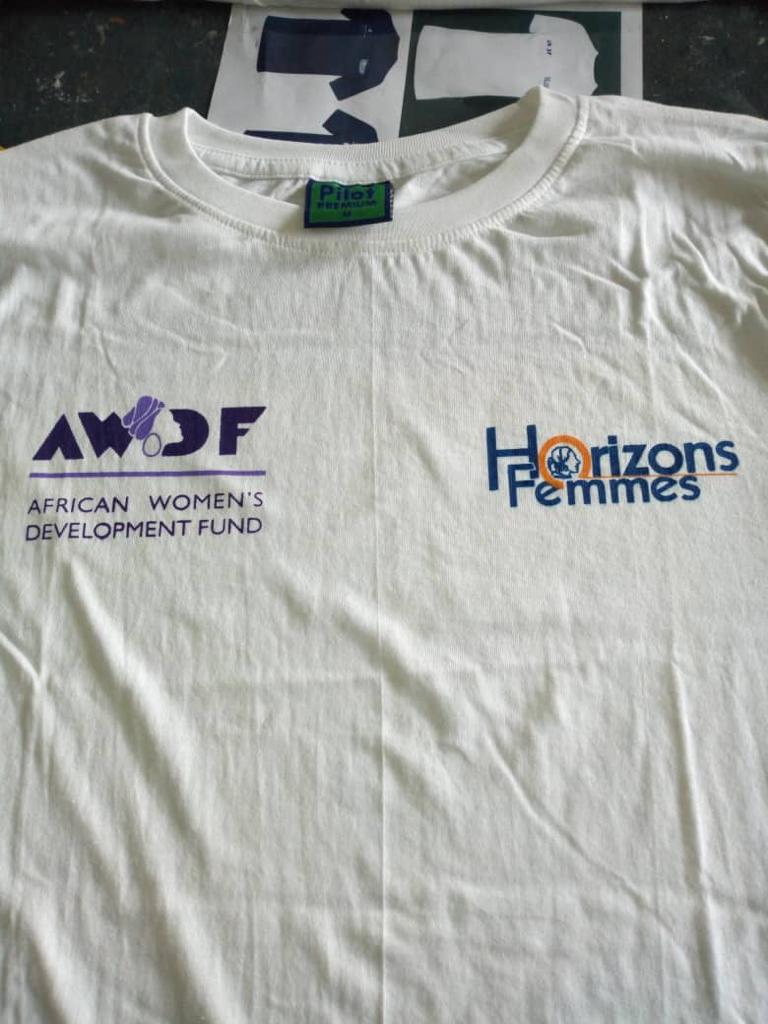 Pilot
PREMIUM
M
AWDF
AFRICAN WOMEN'S
DEVELOPMENT FUND
Horizons
Femmes